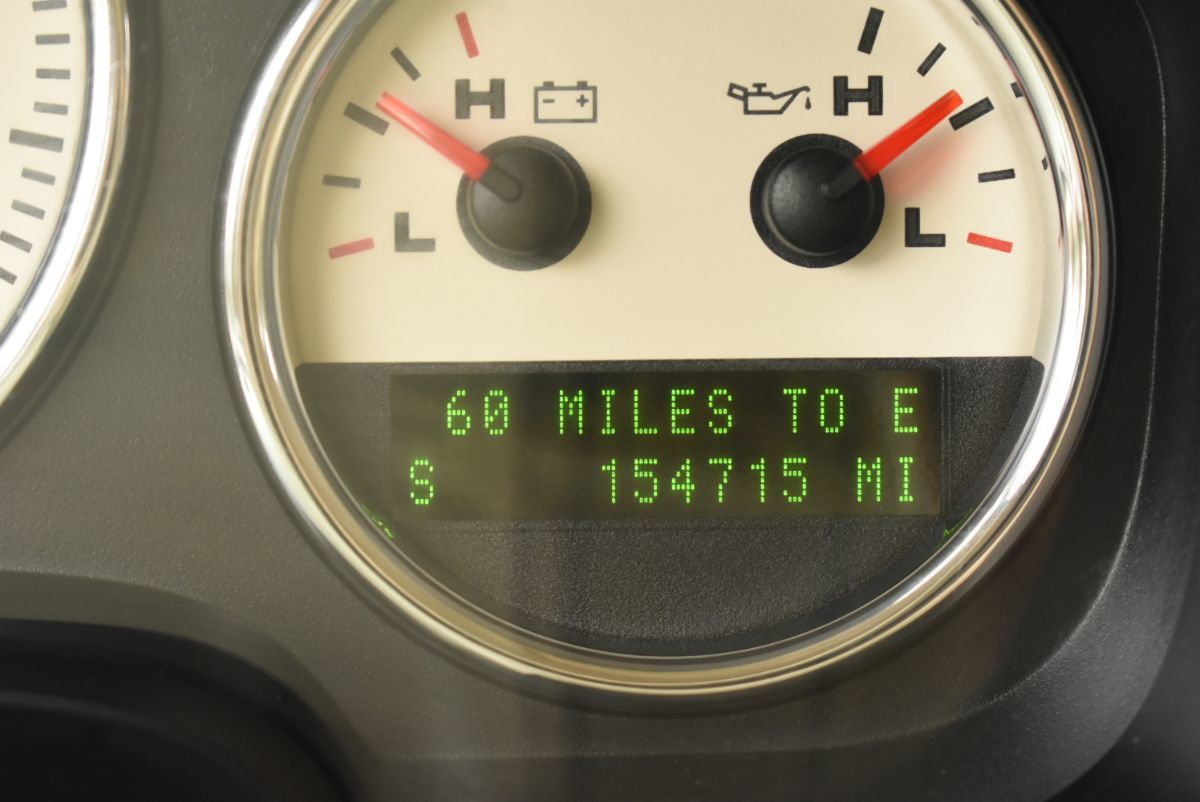 H H
L L
60 MILES TO E
S 154715 MI